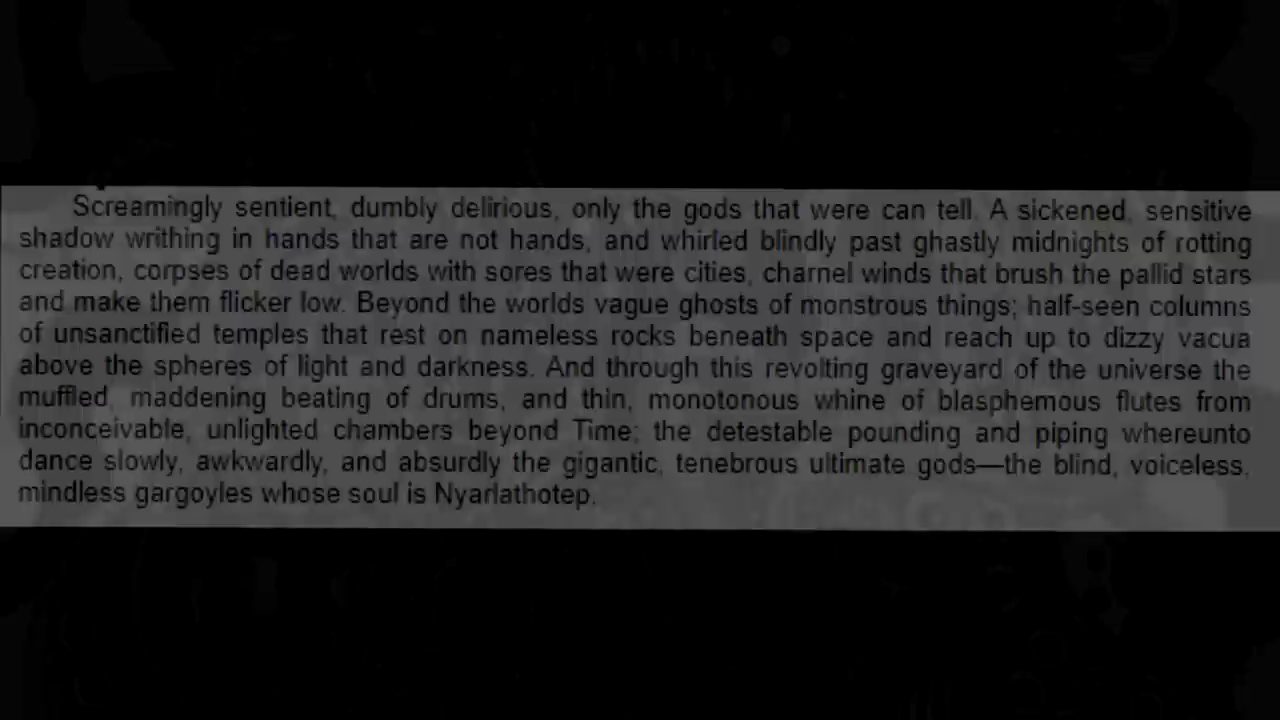 Screamingly sentient, dumbly delirious, only the gods that were can tell. A sickened, sensitive
shadow writhing in hands that are not hands, and whirled blindly past ghastly midnights of rotting
creation, corpses of dead worlds with sores that were cities, charnel winds that brush the pallid stars
and make them flicker low. Beyond the worlds vague ghosts of monstrous things; half-seen columns
of unsanctified temples that rest on nameless rocks beneath space and reach up to dizzy vacua
above the spheres of light and darkness. And through this revolting graveyard of the universe the
muffled, maddening beating of drums, and thin, monotonous whine of blasphemous flutes from
inconceivable, unlighted chambers beyond Time; the detestable pounding and piping whereunto
dance slowly, awkwardly, and absurdly the gigantic, tenebrous ultimate gods—the blind, voiceless,
mindless gargoyles whose soul is Nyarlathotep.